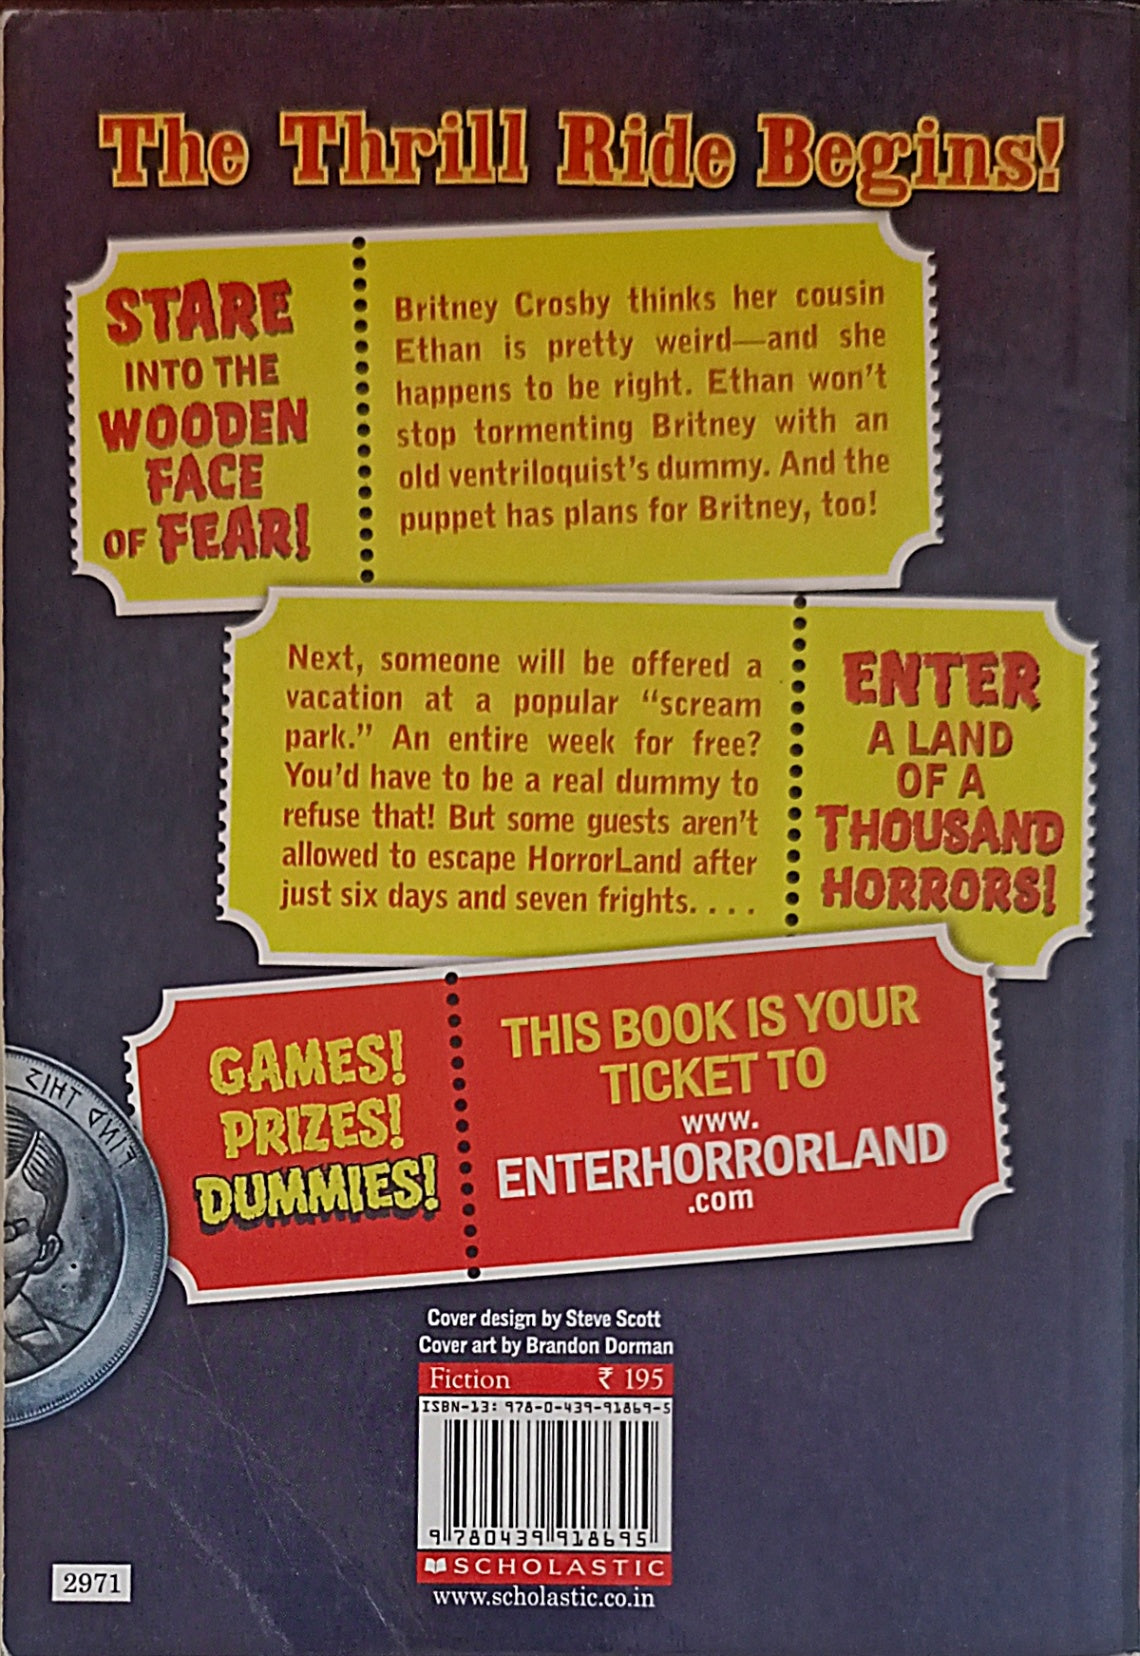 The Thrill Ride Begins!
STARE
INTO THE
WOODEN
FACE
OF FEAR!
Britney Crosby thinks her cousin
Ethan is pretty weird—and she
happens to be right. Ethan won't
stop tormenting Britney with an
old ventriloquist's dummy. And the
puppet has plans for Britney, too!
Next, someone will be offered a
vacation at a popular “scream
park.” An entire week for free?
You'd have to be a real dummy to
refuse that! But some guests aren't
allowed to escape HorrorLand after
just six days and seven frights. . . .
ENTER
A LAND
OF A
THOUSAND
HORRORS!
GAMES!
PRIZES!
DUMMIES!
THIS BOOK IS YOUR
TICKET TO
www.
ENTERHORRORLAND
.com
FIND THIS
Cover design by Steve Scott
Cover art by Brandon Dorman
Fiction ₹ 195
ISBN-13: 978-0-439-91869-5
9 780439 918695
SCHOLASTIC
www.scholastic.co.in
2971